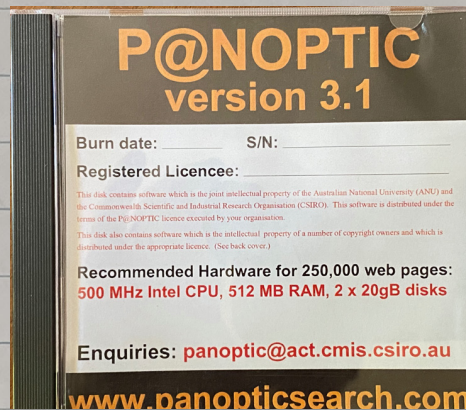 P@NOPTIC
version 3.1
Burn date: ________ S/N: ____________________
Registered Licencee: ____________________
This disk contains software which is the joint intellectual property of the Australian National University (ANU) and
the Commonwealth Scientific and Industrial Research Organisation (CSIRO). This software is distributed under the
terms of the P@NOPTIC licence executed by your organisation.
This disk also contains software which is the intellectual property of a number of copyright owners and which is
distributed under the appropriate licence. (See back cover.)
Recommended Hardware for 250,000 web pages:
500 MHz Intel CPU, 512 MB RAM, 2 x 20gB disks
Enquiries: panoptic@act.cmis.csiro.au
www.panopticsearch.com